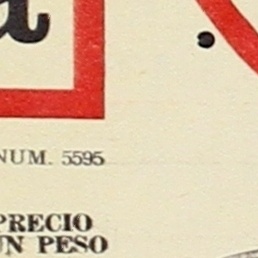 a.
NUM. 5595
PRECIO
UN PESO